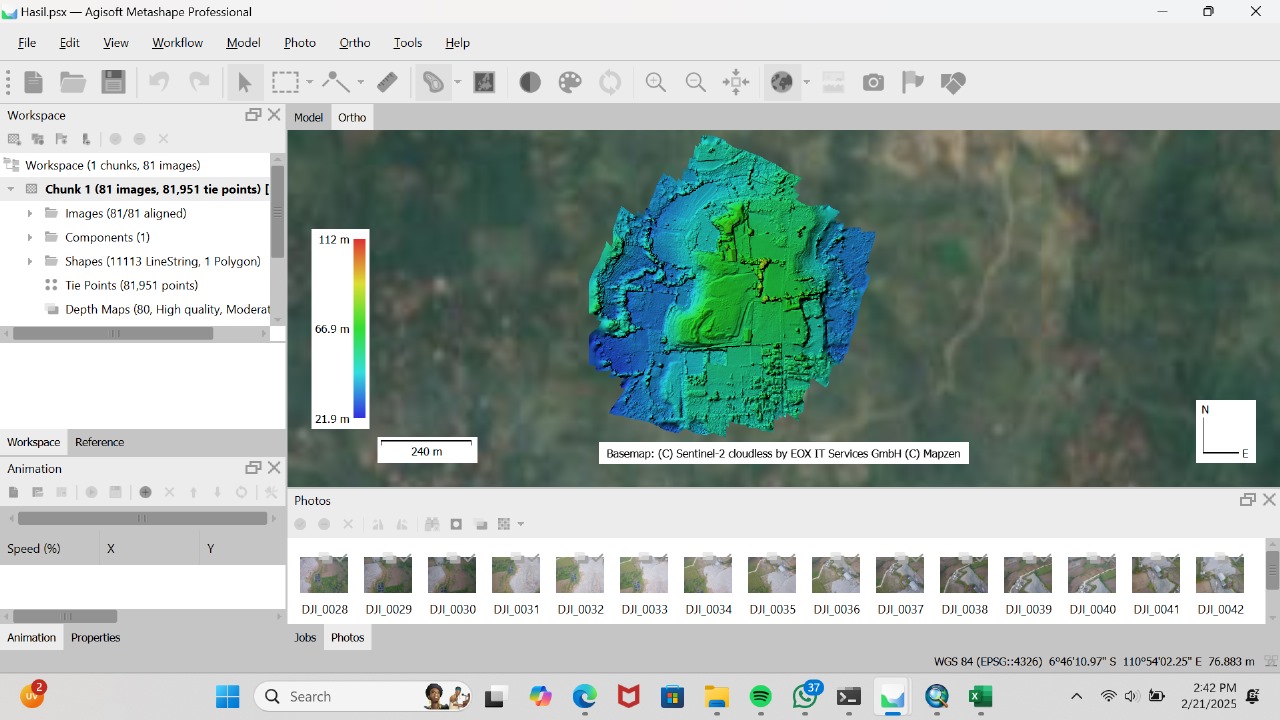 Hasil.psx — Agisoft Metashape Professional
File Edit View Workflow Model Photo Ortho Tools Help
Workspace
Workspace (1 chunks, 81 images)
Chunk 1 (81 images, 81,951 tie points) [
Images (81/81 aligned)
Components (1)
Shapes (11113 LineString, 1 Polygon)
Tie Points (81,951 points)
Depth Maps (80, High quality, Moderat
Workspace Reference
Animation
Speed (%) X Y
Animation Properties
Model Ortho
112 m
66.9 m
21.9 m
240 m
Basemap: (C) Sentinel-2 cloudless by EOX IT Services GmbH (C) Mapzen
N
E
Photos
DJI_0028 DJI_0029 DJI_0030 DJI_0031 DJI_0032 DJI_0033 DJI_0034 DJI_0035 DJI_0036 DJI_0037 DJI_0038 DJI_0039 DJI_0040 DJI_0041 DJI_0042
Jobs Photos
WGS 84 (EPSG::4326) 6°46'10.97" S 110°54'02.25" E 76.883 m
UV 2
Search
37
2:42 PM
2/21/2025